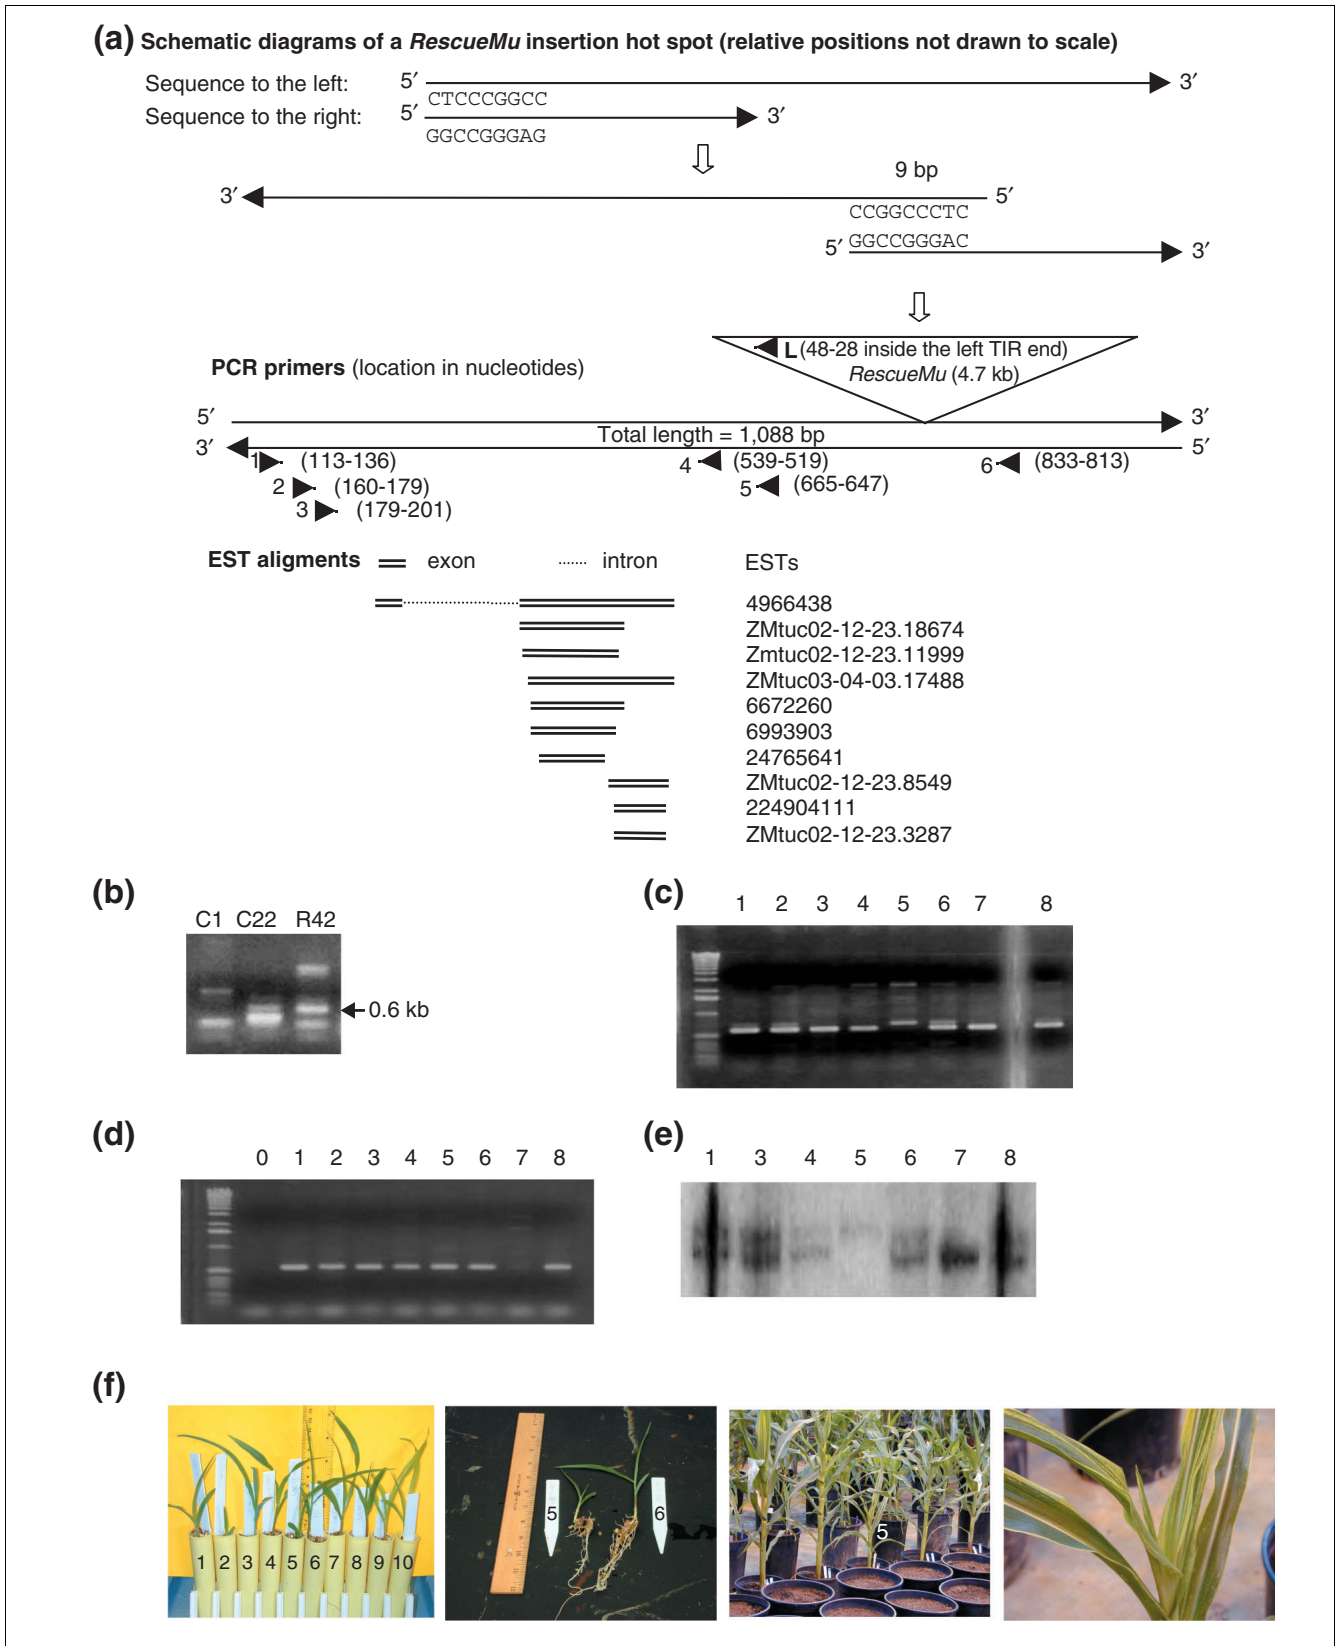 (a) Schematic diagrams of a RescueMu insertion hot spot (relative positions not drawn to scale)
Sequence to the left: 5′ 3′
CTCCCGGCC
Sequence to the right: 5′ 3′
GGCCGGGAG
9 bp
3′ 5′
CCGGCCCTC
5′ GGCCGGGAC 3′
L (48-28 inside the left TIR end)
PCR primers (location in nucleotides)
RescueMu (4.7 kb)
5′ 3′
Total length = 1,088 bp
3′ 5′
1 (113-136) 4 (539-519) 6 (833-813)
2 (160-179) 5 (665-647)
3 (179-201)
EST aligments exon intron ESTs
4966438
ZMtuc02-12-23.18674
Zmtuc02-12-23.11999
ZMtuc03-04-03.17488
6672260
6993903
24765641
ZMtuc02-12-23.8549
224904111
ZMtuc02-12-23.3287
(b)
C1 C22 R42
0.6 kb
(c)
1 2 3 4 5 6 7 8
(d)
0 1 2 3 4 5 6 7 8
(e)
1 3 4 5 6 7 8
(f)
1 2 3 4 5 6 7 8 9 10
5 6
5